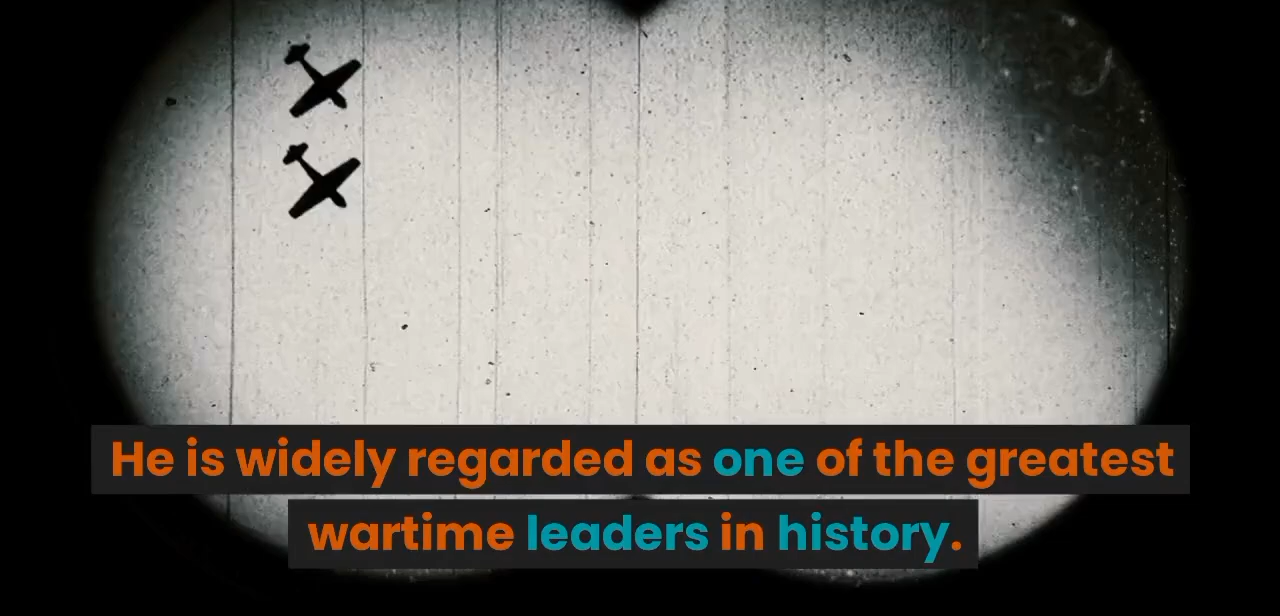 He is widely regarded as one of the greatest
wartime leaders in history.